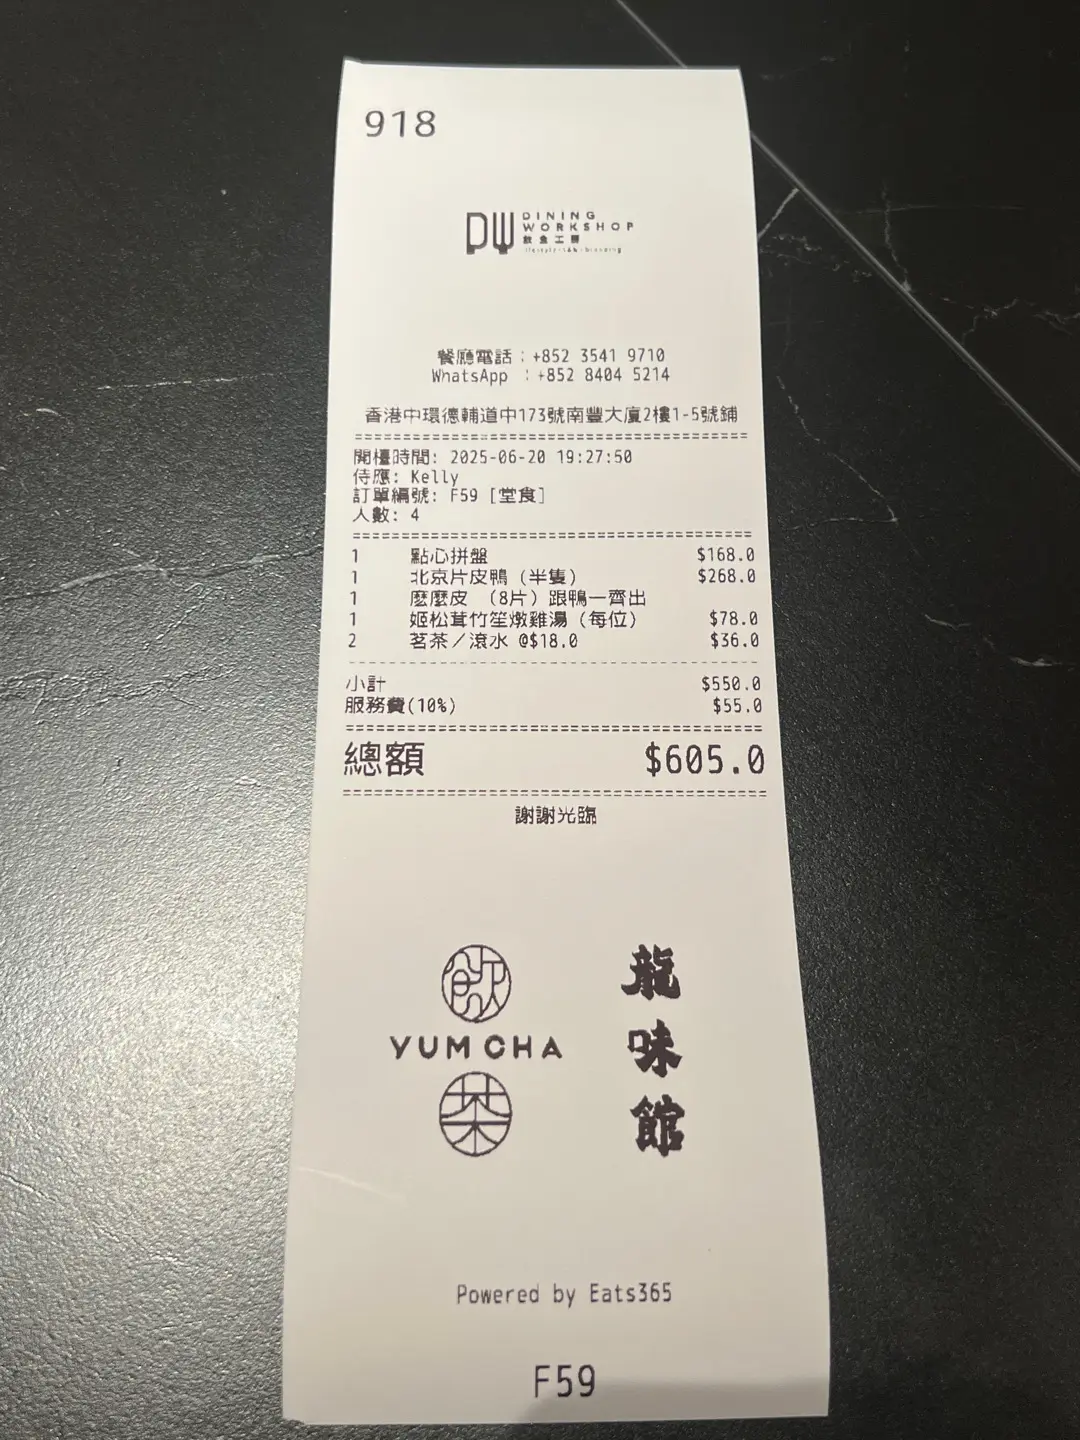 918
DINING
WORKSHOP
飲食工房
餐廳電話：+852 3541 9710
WhatsApp ：+852 8404 5214
香港中環德輔道中173號南豐大廈2樓1-5號鋪
開檯時間: 2025-06-20 19:27:50
侍應: Kelly
訂單編號: F59 [堂食]
人數: 4
1 點心拼盤 $168.0
1 北京片皮鴨 (半隻) $268.0
1 麽麼皮 （8片）跟鴨一齊出
1 姬松茸竹笙燉雞湯 (每位) $78.0
2 茗茶／滾水 @$18.0 $36.0
小計 $550.0
服務費(10%) $55.0
總額 $605.0
謝謝光臨
飲
YUM CHA
茶
龍味館
Powered by Eats365
F59